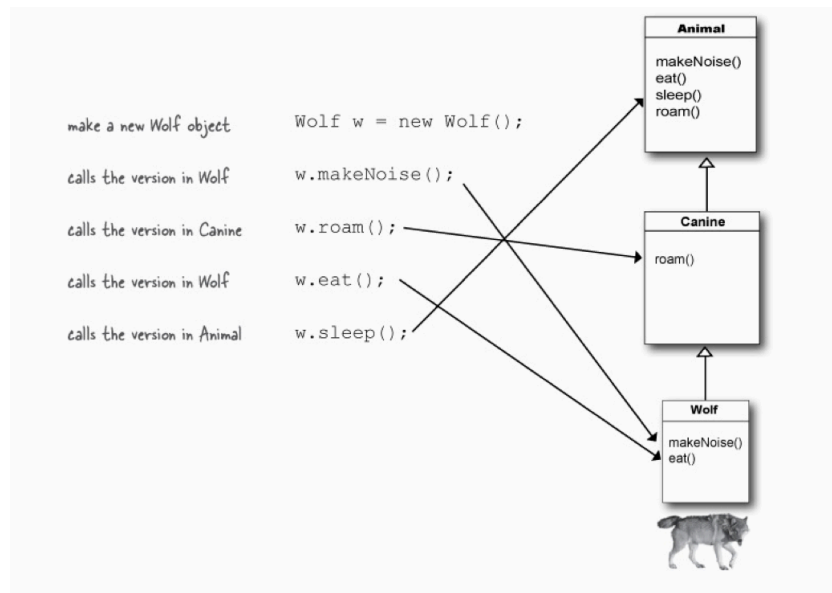 make a new Wolf object Wolf w = new Wolf();
calls the version in Wolf w.makeNoise();
calls the version in Canine w.roam();
calls the version in Wolf w.eat();
calls the version in Animal w.sleep();
Animal
makeNoise()
eat()
sleep()
roam()
Canine
roam()
Wolf
makeNoise()
eat()